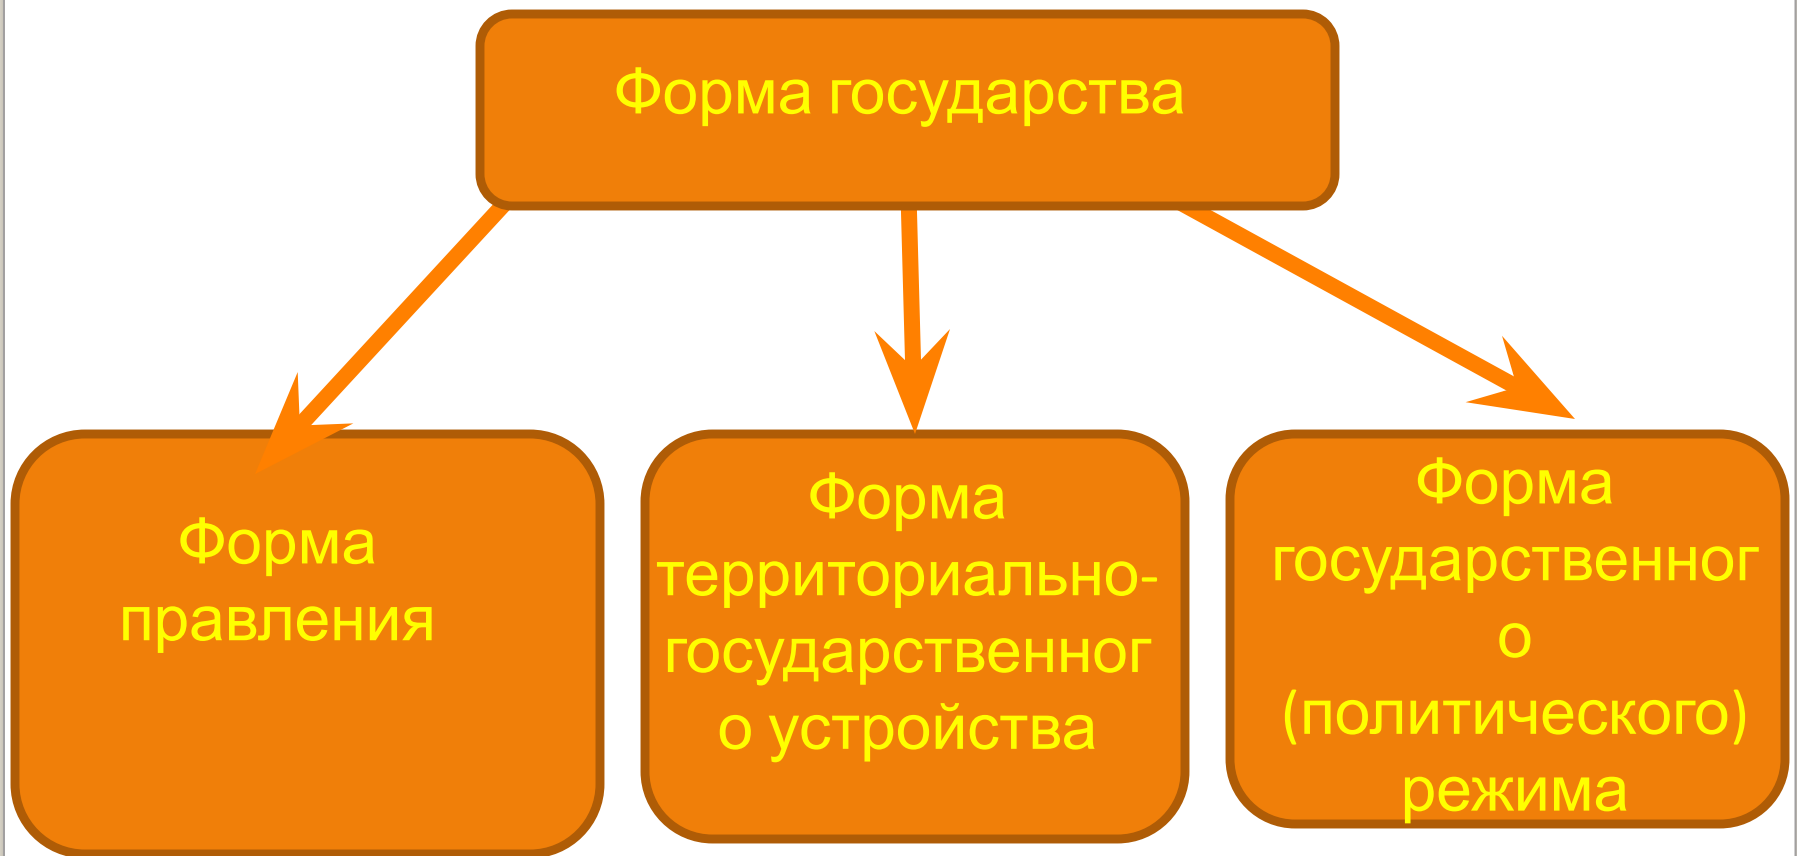 Форма государства
Форма
правления
Форма
территориально-
государственног
о устройства
Форма
государственног
о
(политического)
режима